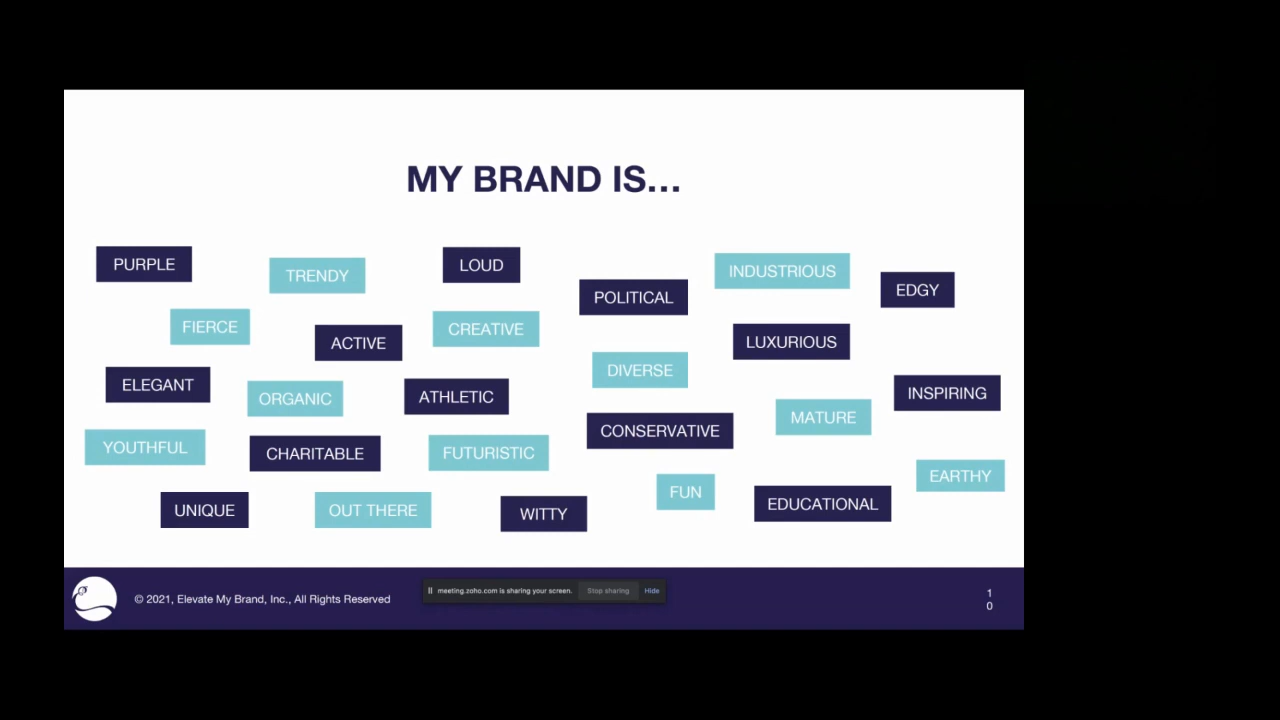 MY BRAND IS...
PURPLE
TRENDY
LOUD
POLITICAL
INDUSTRIOUS
EDGY
FIERCE
ACTIVE
CREATIVE
LUXURIOUS
DIVERSE
ELEGANT
ORGANIC
ATHLETIC
INSPIRING
MATURE
CONSERVATIVE
YOUTHFUL
CHARITABLE
FUTURISTIC
EARTHY
FUN
UNIQUE
OUT THERE
WITTY
EDUCATIONAL
© 2021, Elevate My Brand, Inc., All Rights Reserved
meeting.zoho.com is sharing your screen.
Stop sharing
Hide
1
0